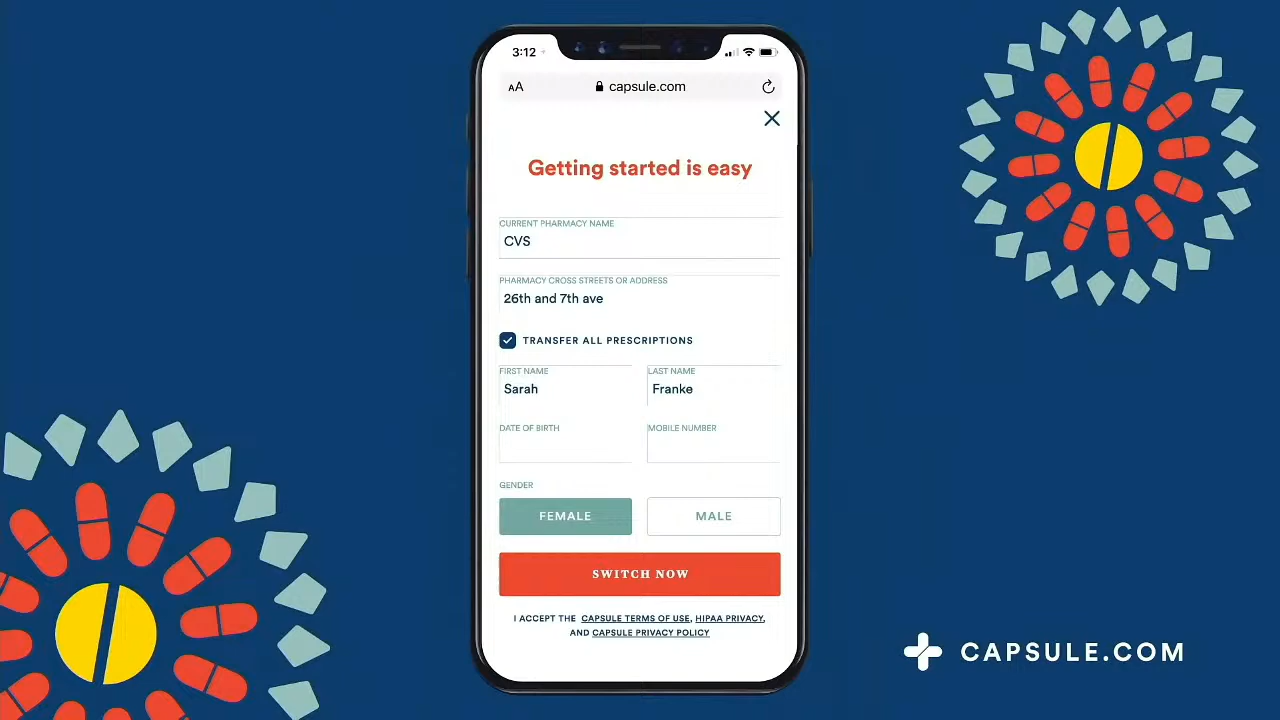 3:12
AA capsule.com
Getting started is easy
CURRENT PHARMACY NAME
CVS
PHARMACY CROSS STREETS OR ADDRESS
26th and 7th ave
TRANSFER ALL PRESCRIPTIONS
FIRST NAME LAST NAME
Sarah Franke
DATE OF BIRTH MOBILE NUMBER
GENDER
FEMALE MALE
SWITCH NOW
I ACCEPT THE CAPSULE TERMS OF USE, HIPAA PRIVACY,
AND CAPSULE PRIVACY POLICY
CAPSULE.COM